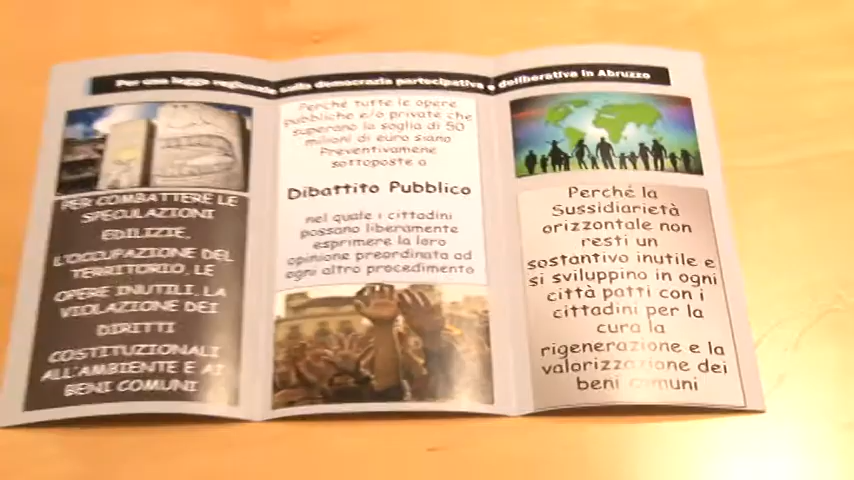 Per una legge regionale sulla democrazia partecipativa e deliberativa in Abruzzo
PER COMBATTERE LE
SPECULAZIONI
EDILIZIE,
L'OCCUPAZIONE DEL
TERRITORIO, LE
OPERE INUTILI, LA
VIOLAZIONE DEI
DIRITTI
COSTITUZIONALI
ALL'AMBIENTE E AI
BENI COMUNI
Perché tutte le opere
pubbliche e/o private che
superano la soglia di 50
milioni di euro siano
Preventivamene
sottoposte a
Dibattito Pubblico
nel quale i cittadini
possano liberamente
esprimere la loro
opinione preordinata ad
ogni altro procedimento
Perché la
Sussidiarietà
orizzontale non
resti un
sostantivo inutile e
si sviluppino in ogni
città patti con i
cittadini per la
cura la
rigenerazione e la
valorizzazione dei
beni comuni